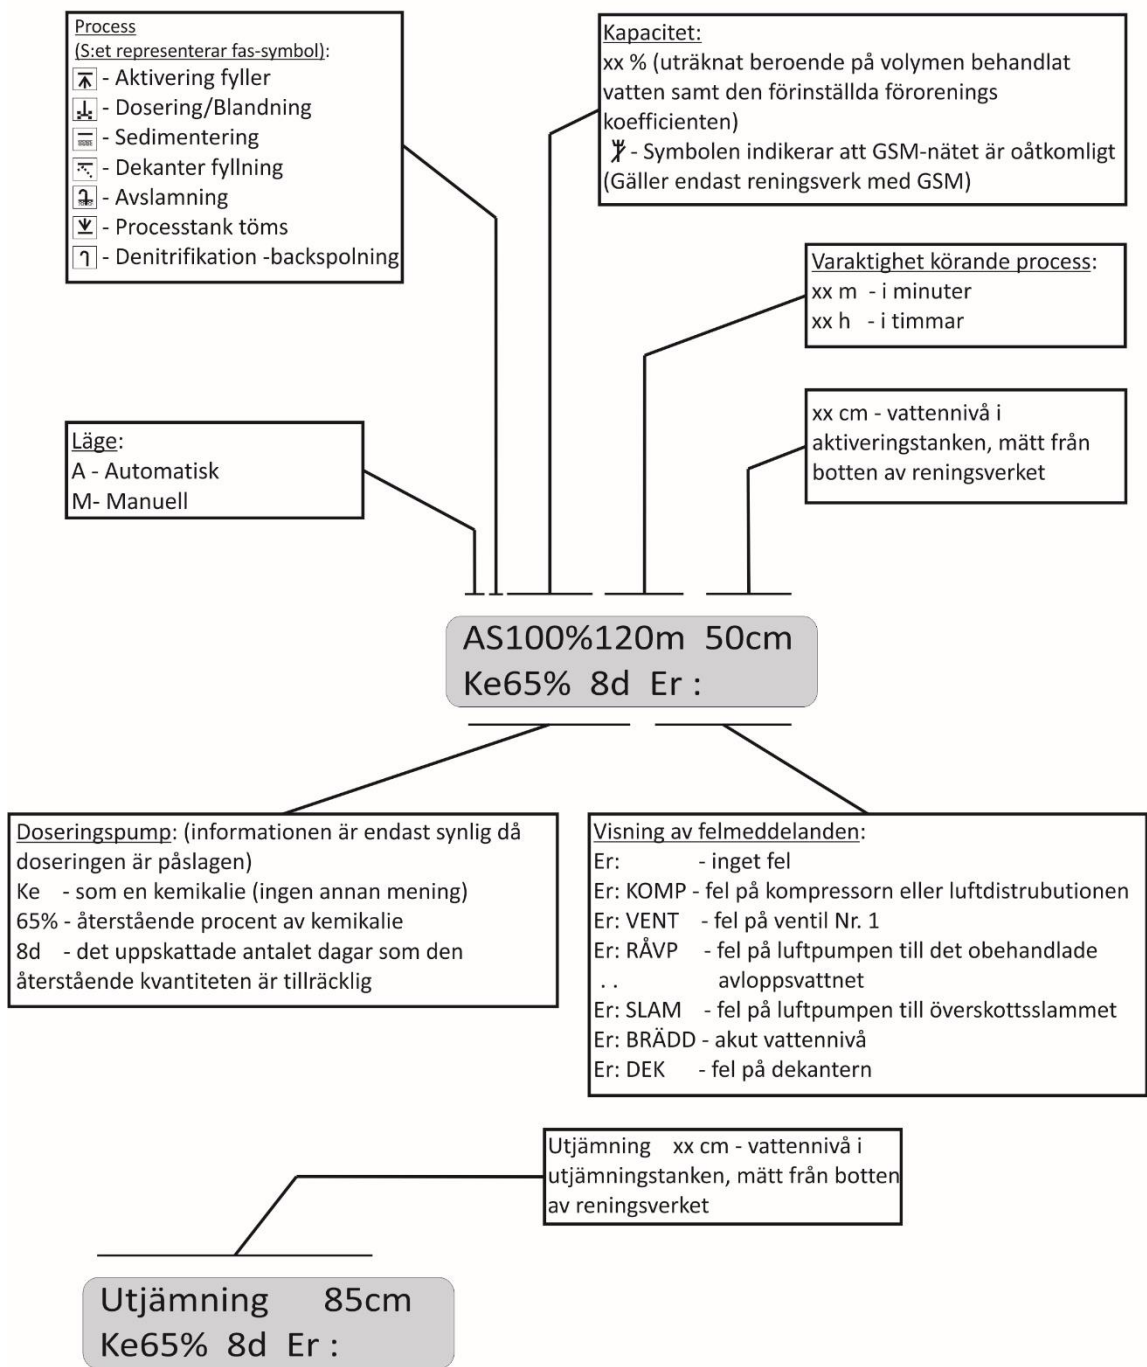 Process
(S:et representerar fas-symbol):
- Aktivering fyller
- Dosering/Blandning
- Sedimentering
- Dekanter fyllning
- Avslamning
- Processtank töms
- Denitrifikation -backspolning
Kapacitet:
xx % (uträknat beroende på volymen behandlat
vatten samt den förinställda förorenings
koefficienten)
- Symbolen indikerar att GSM-nätet är oåtkomligt
(Gäller endast reningsverk med GSM)
Varaktighet körande process:
xx m - i minuter
xx h - i timmar
xx cm - vattennivå i
aktiveringstanken, mätt från
botten av reningsverket
Läge:
A - Automatisk
M- Manuell
AS100%120m 50cm
Ke65% 8d Er :
Doseringspump: (informationen är endast synlig då
doseringen är påslagen)
Ke - som en kemikalie (ingen annan mening)
65% - återstående procent av kemikalie
8d - det uppskattade antalet dagar som den
återstående kvantiteten är tillräcklig
Visning av felmeddelanden:
Er: - inget fel
Er: KOMP - fel på kompressorn eller luftdistrubutionen
Er: VENT - fel på ventil Nr. 1
Er: RÅVP - fel på luftpumpen till det obehandlade
. . avloppsvattnet
Er: SLAM - fel på luftpumpen till överskottsslammet
Er: BRÄDD - akut vattennivå
Er: DEK - fel på dekantern
Utjämning xx cm - vattennivå i
utjämningstanken, mätt från botten
av reningsverket
Utjämning 85cm
Ke65% 8d Er :